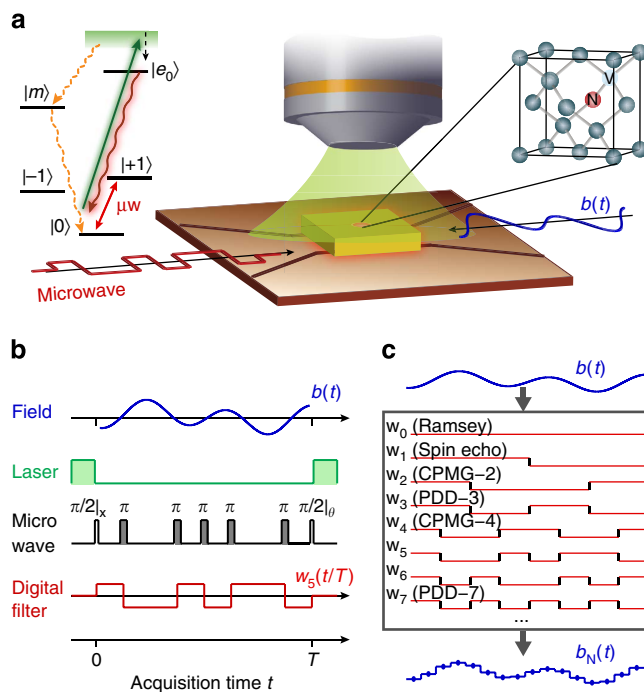 a
|e₀⟩
|m⟩
|−1⟩
|+1⟩
|0⟩
μw
Microwave
V
N
b(t)
b
Field
b(t)
Laser
π/2|ₓ π π π π π π/2|θ
Micro
wave
Digital
filter
w₅(t/T)
0
T
Acquisition time t
c
b(t)
w₀ (Ramsey)
w₁ (Spin echo)
w₂ (CPMG−2)
w₃ (PDD−3)
w₄ (CPMG−4)
w₅
w₆
w₇ (PDD−7)
...
b_N(t)